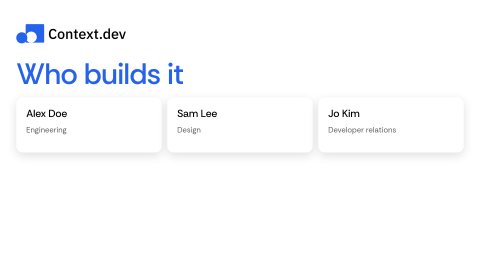 Context.dev
Who builds it
Alex Doe
Engineering
Sam Lee
Design
Jo Kim
Developer relations